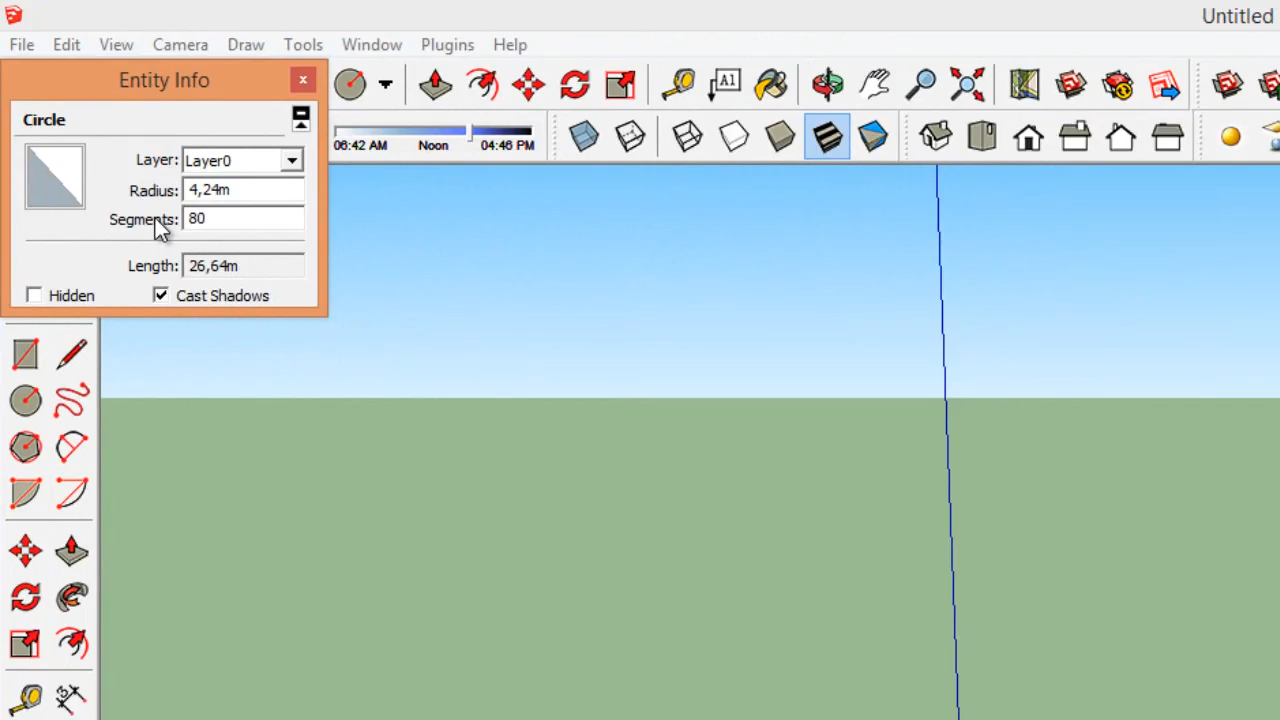 Untitled
File Edit View Camera Draw Tools Window Plugins Help
Entity Info
Circle
Layer: Layer0
Radius: 4,24m
Segments: 80
Length: 26,64m
Hidden Cast Shadows
A1
06:42 AM Noon 04:46 PM